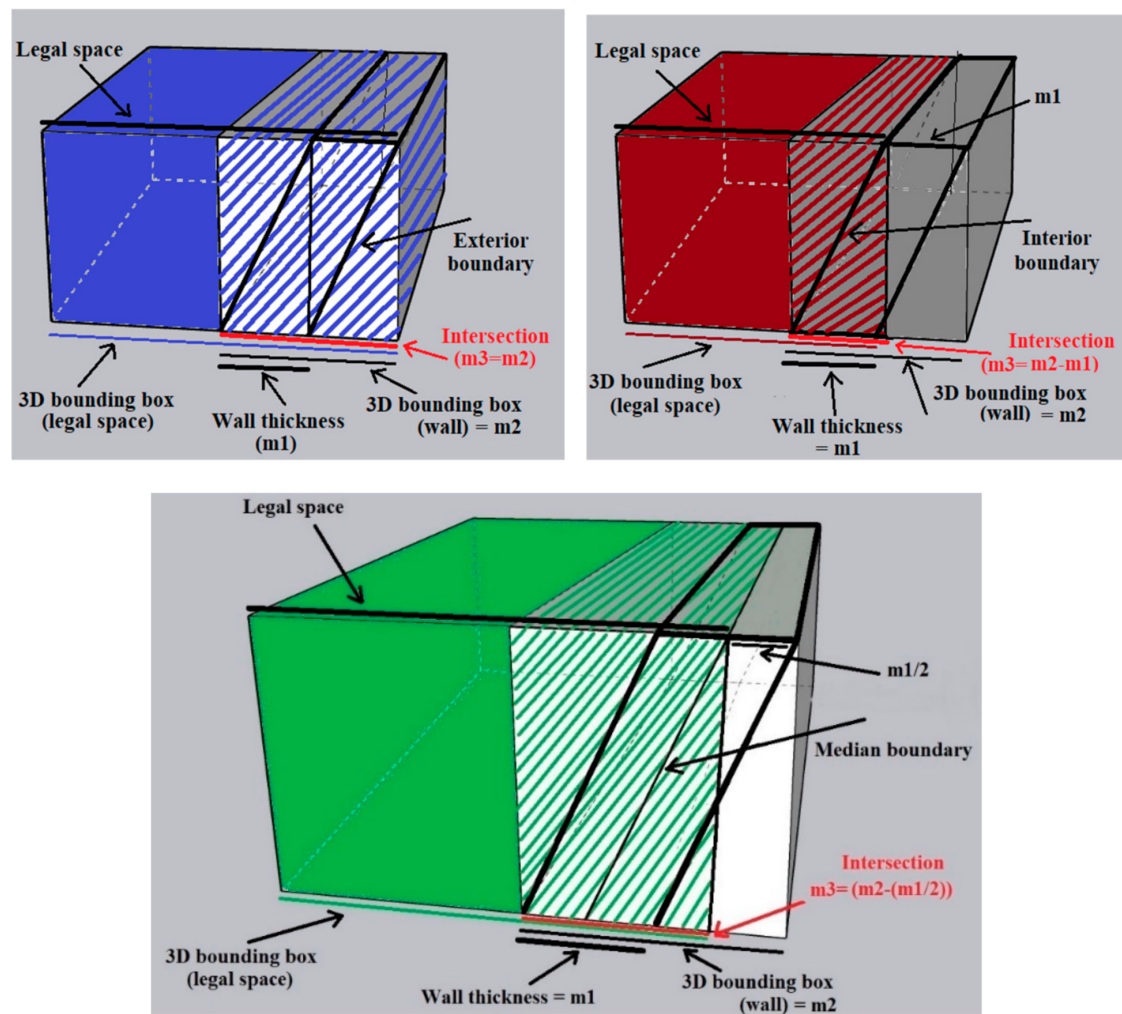 Legal space
Exterior
boundary
Intersection
(m3=m2)
3D bounding box
(legal space)
Wall thickness
(m1)
3D bounding box
(wall) = m2
Legal space
m1
Interior
boundary
Intersection
(m3= m2-m1)
3D bounding box
(legal space)
Wall thickness
= m1
3D bounding box
(wall) = m2
Legal space
m1/2
Median boundary
Intersection
m3= (m2-(m1/2))
3D bounding box
(legal space)
Wall thickness = m1
3D bounding box
(wall) = m2